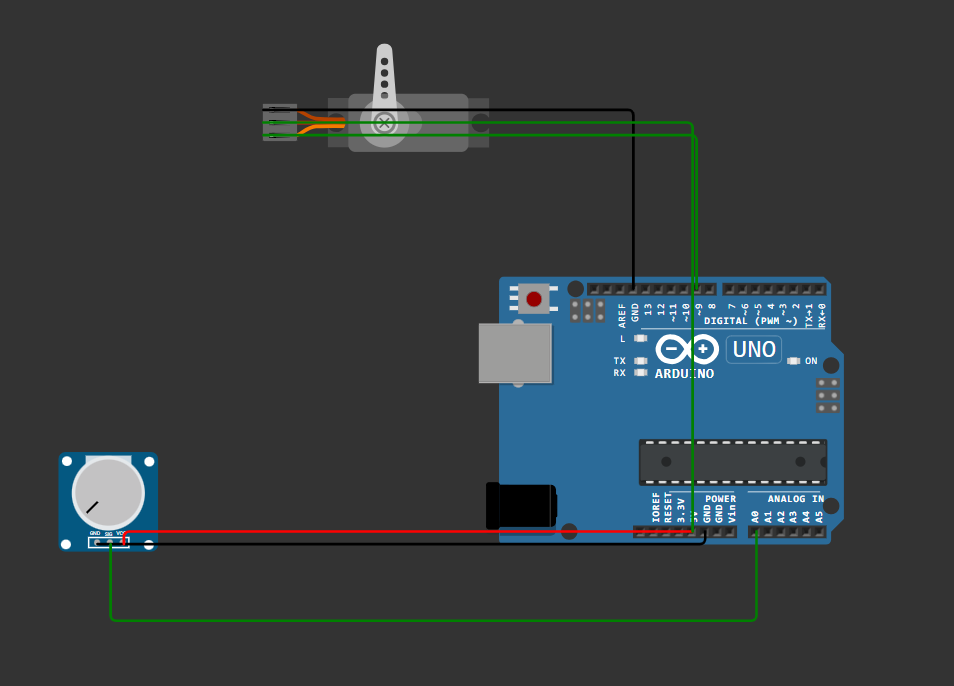 AREF
GND
13
12
~11
~10
~9
8
7
~6
~5
~4
~3
2
TX→1
RX←0
DIGITAL (PWM ~)
L
TX
RX
UNO
ON
ARDUINO
IOREF
RESET
3.3V
5V
GND
GND
Vin
POWER
ANALOG IN
A0
A1
A2
A3
A4
A5
GND SIG VCC